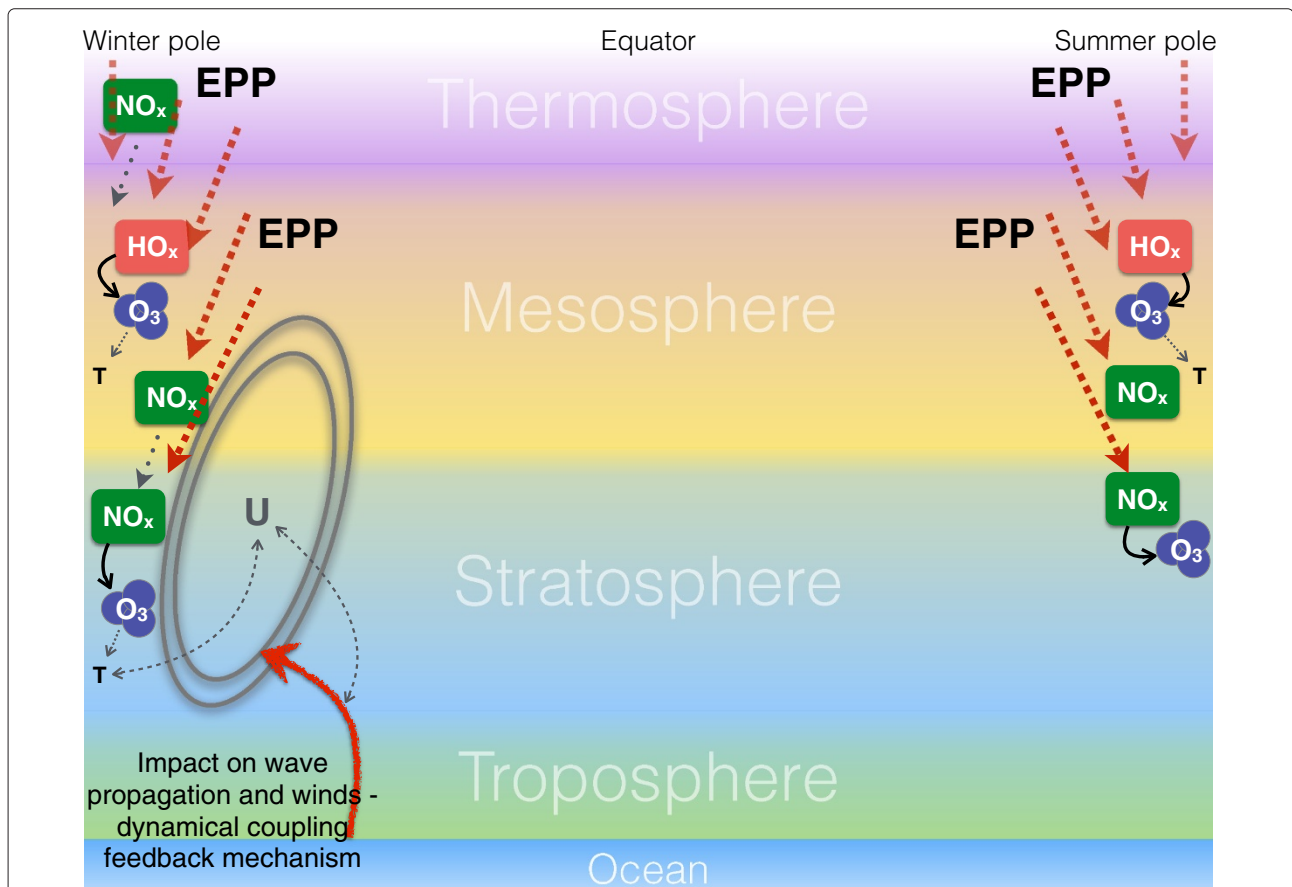 Winter pole
Equator
Summer pole
EPP
EPP
NOₓ
Thermosphere
HOₓ
EPP
EPP
HOₓ
O₃
Mesosphere
O₃
T
T
NOₓ
NOₓ
NOₓ
U
NOₓ
O₃
Stratosphere
O₃
T
Impact on wave
propagation and winds -
dynamical coupling
feedback mechanism
Troposphere
Ocean